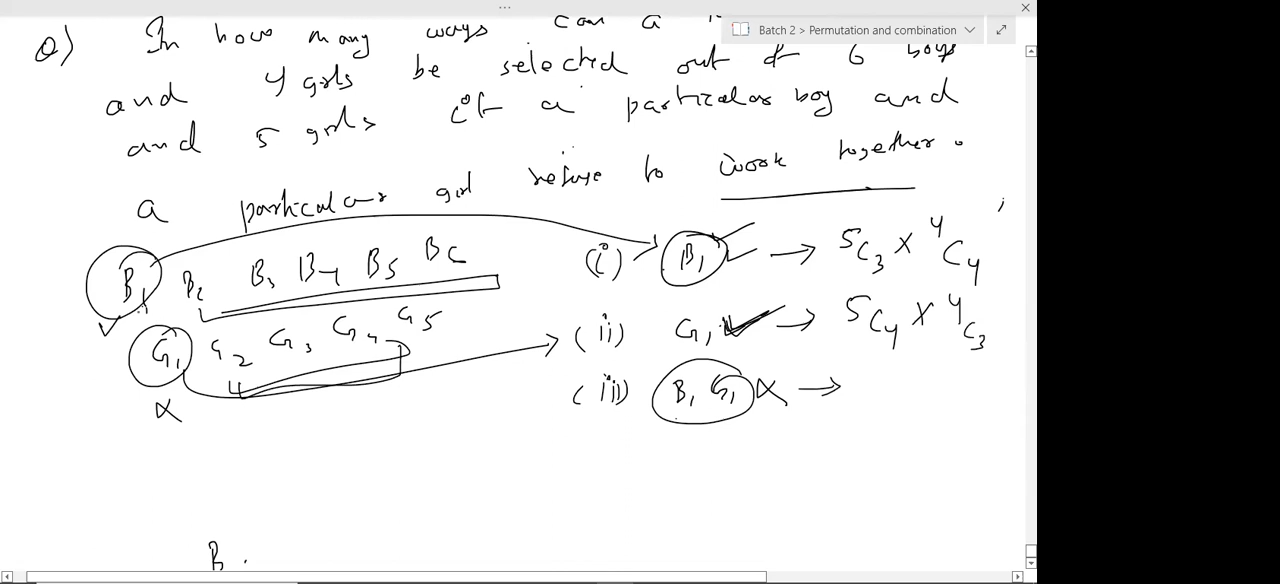 Batch 2 > Permutation and combination
Q) In how many ways can a
and 4 girls be selected out of 6 boys
and 5 girls if a particular boy and
a particular girl refuse to work together.
B₁ B₂ B₃ B₄ B₅ B₆
(i) B₁ → ⁵C₃ × ⁴C₄
G₁ G₂ G₃ G₄ G₅
(ii) G₁ → ⁵C₄ × ⁴C₃
(iii) B₁ G₁ × →
B